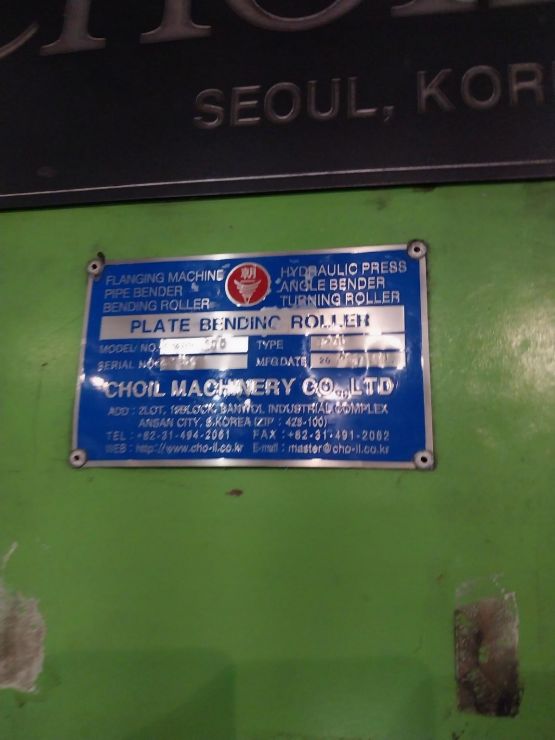 SEOUL, KOR
FLANGING MACHINE
PIPE BENDER
BENDING ROLLER
朝
HYDRAULIC PRESS
ANGLE BENDER
TURNING ROLLER
PLATE BENDING ROLLER
MODEL NO.
TYPE
SERIAL NO.
MFG.DATE
CHOIL MACHINERY CO.,LTD
ADD : 2LOT, 19BLOCK, BANWOL INDUSTRIAL COMPLEX
ANSAN CITY, S.KOREA (ZIP : 425-100)
TEL : +82-31-494-2061 FAX : +82-31-491-2062
WEB : http://www.cho-il.co.kr E-mail : master@cho-il.co.kr